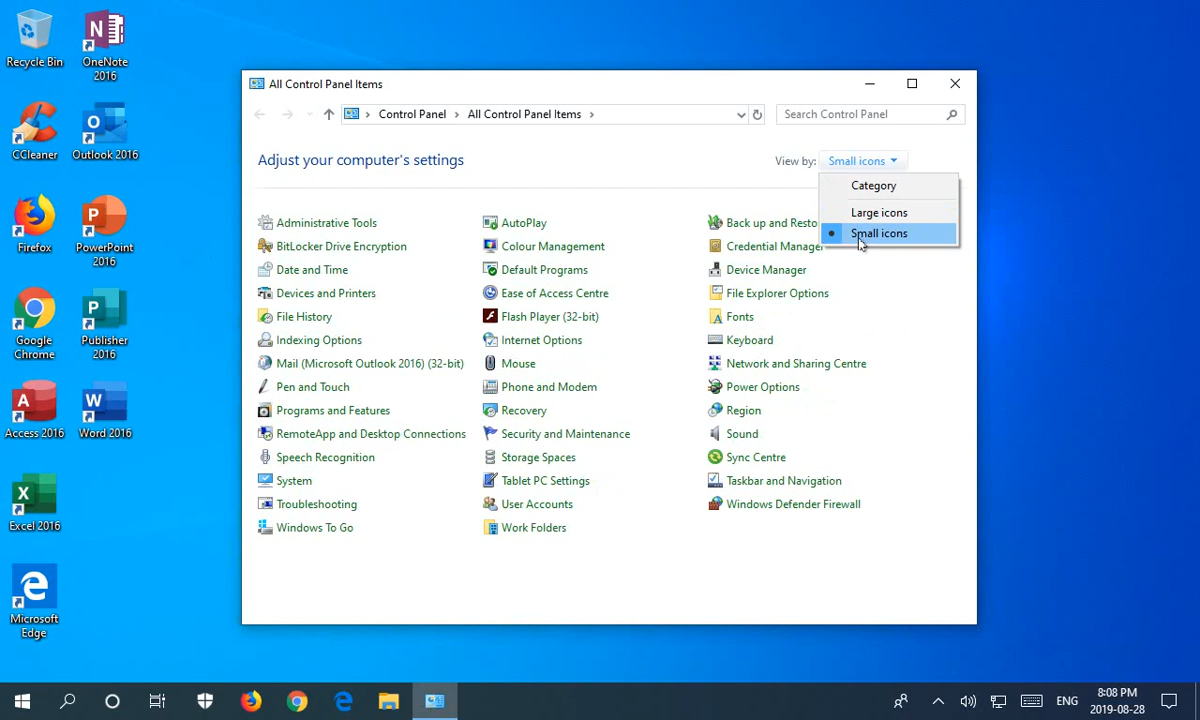 Recycle Bin
OneNote
2016
CCleaner
Outlook 2016
Firefox
PowerPoint
2016
Google
Chrome
Publisher
2016
Access 2016
Word 2016
Excel 2016
Microsoft
Edge
All Control Panel Items
Control Panel
All Control Panel Items
Search Control Panel
Adjust your computer's settings
View by:
Small icons
Category
Large icons
Small icons
Administrative Tools
AutoPlay
Back up and Resto
BitLocker Drive Encryption
Colour Management
Credential Manager
Date and Time
Default Programs
Device Manager
Devices and Printers
Ease of Access Centre
File Explorer Options
File History
Flash Player (32-bit)
Fonts
Indexing Options
Internet Options
Keyboard
Mail (Microsoft Outlook 2016) (32-bit)
Mouse
Network and Sharing Centre
Pen and Touch
Phone and Modem
Power Options
Programs and Features
Recovery
Region
RemoteApp and Desktop Connections
Security and Maintenance
Sound
Speech Recognition
Storage Spaces
Sync Centre
System
Tablet PC Settings
Taskbar and Navigation
Troubleshooting
User Accounts
Windows Defender Firewall
Windows To Go
Work Folders
ENG
8:08 PM
2019-08-28